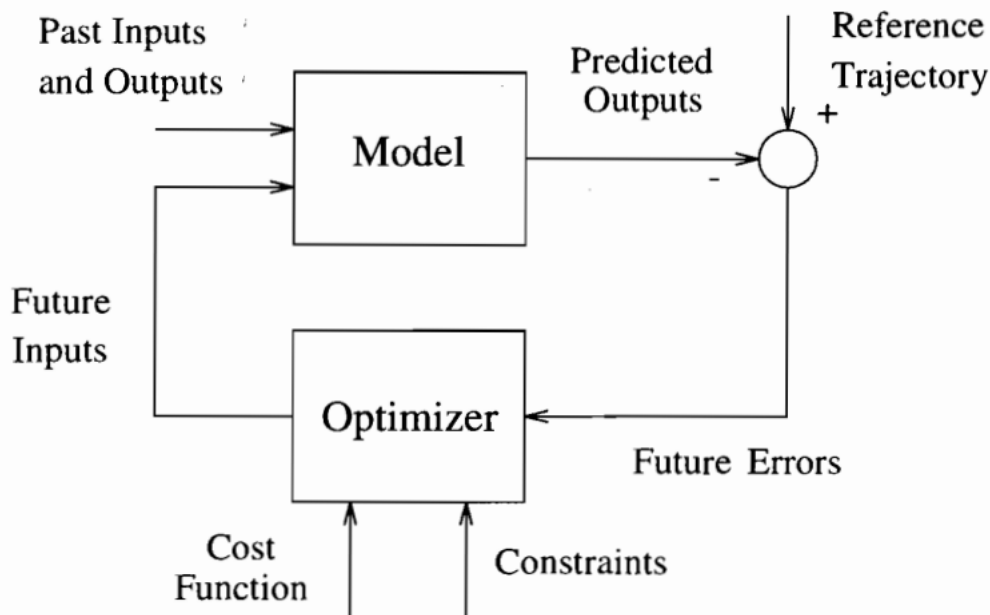 Past Inputs
and Outputs
Predicted
Outputs
Reference
Trajectory
+
-
Model
Future
Inputs
Optimizer
Future Errors
Cost
Function
Constraints